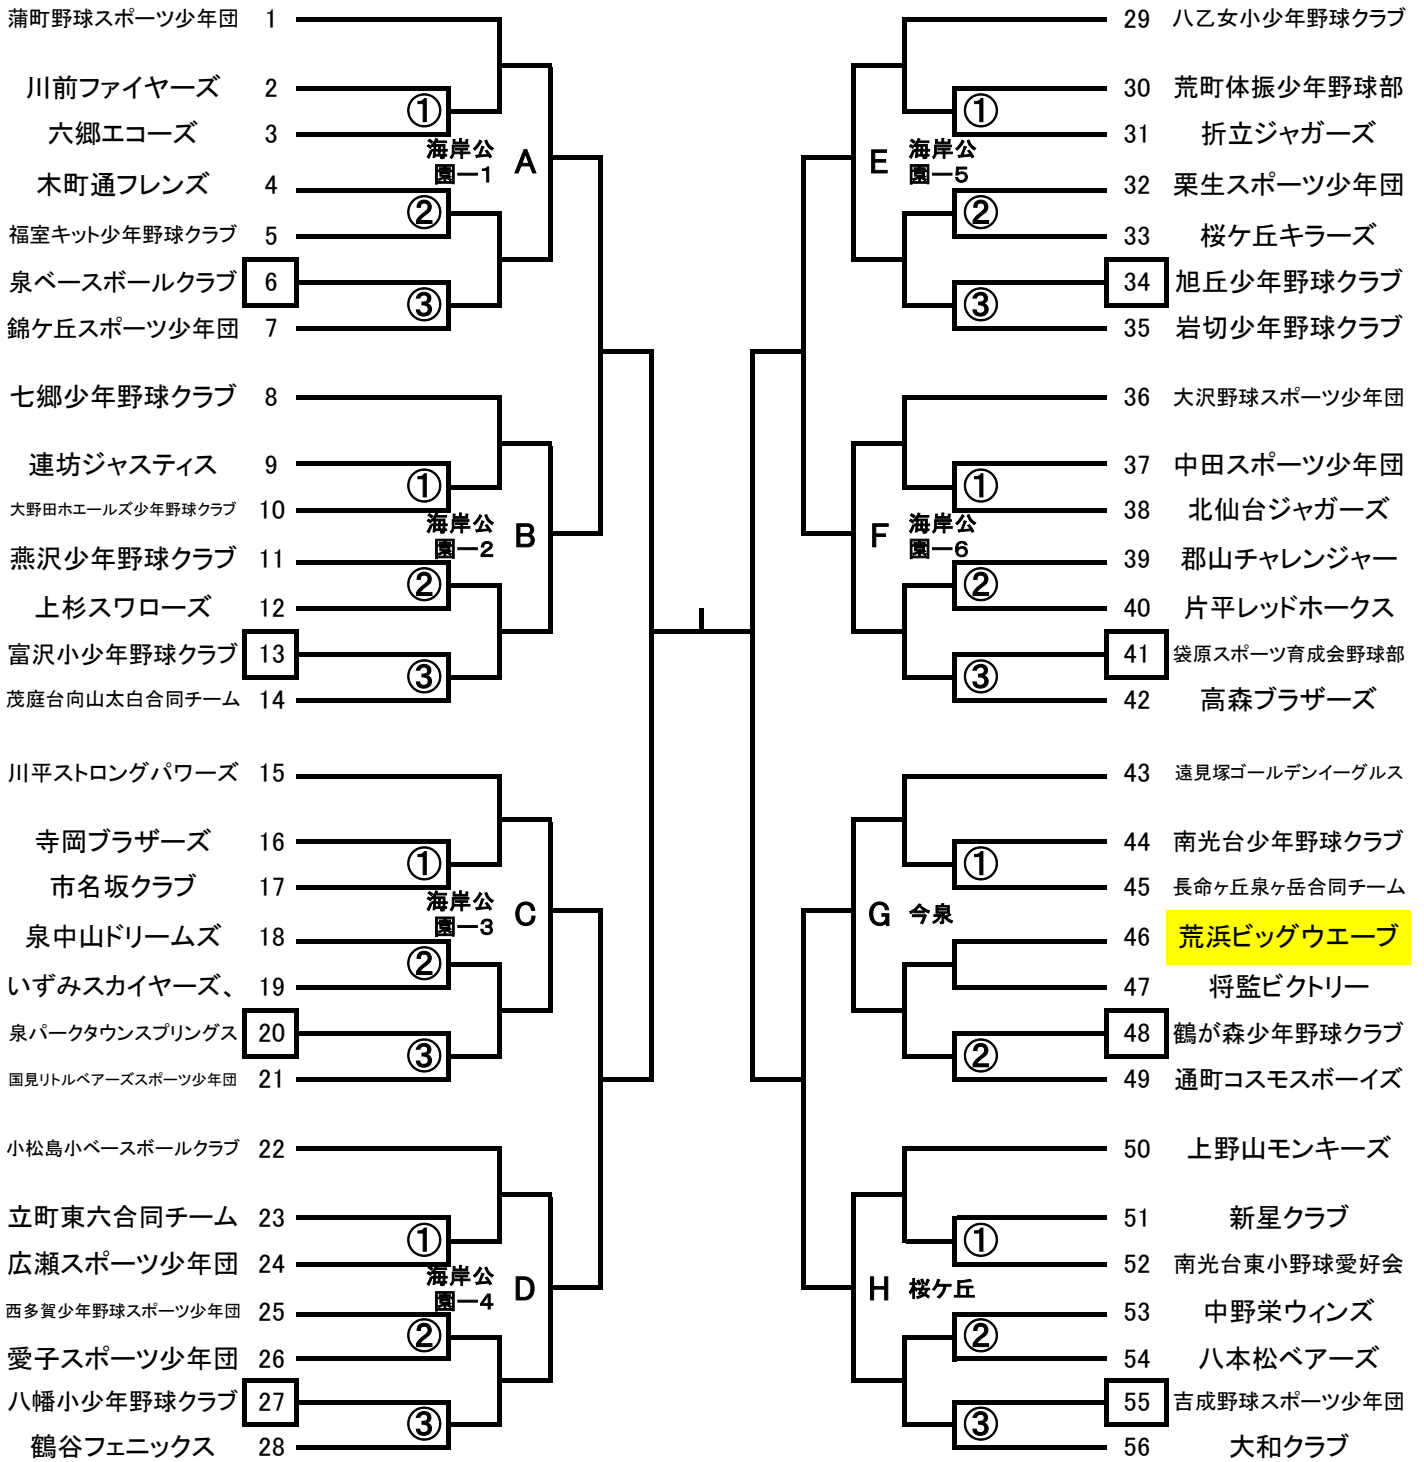 蒲町野球スポーツ少年団 1
川前ファイヤーズ 2
①
六郷エコーズ 3
海岸公
園ー1
A
木町通フレンズ 4
②
福室キット少年野球クラブ 5
泉ベースボールクラブ 6
③
錦ケ丘スポーツ少年団 7
七郷少年野球クラブ 8
連坊ジャスティス 9
①
大野田ホエールズ少年野球クラブ 10
海岸公
園ー2
B
燕沢少年野球クラブ 11
②
上杉スワローズ 12
富沢小少年野球クラブ 13
③
茂庭台向山太白合同チーム 14
川平ストロングパワーズ 15
寺岡ブラザーズ 16
①
市名坂クラブ 17
海岸公
園ー3
C
泉中山ドリームズ 18
②
いずみスカイヤーズ、 19
泉パークタウンスプリングス 20
③
国見リトルベアーズスポーツ少年団 21
小松島小ベースボールクラブ 22
立町東六合同チーム 23
①
広瀬スポーツ少年団 24
海岸公
園ー4
D
西多賀少年野球スポーツ少年団 25
②
愛子スポーツ少年団 26
八幡小少年野球クラブ 27
③
鶴谷フェニックス 28
29 八乙女小少年野球クラブ
30 荒町体振少年野球部
①
31 折立ジャガーズ
E
海岸公
園ー5
32 栗生スポーツ少年団
②
33 桜ケ丘キラーズ
34 旭丘少年野球クラブ
③
35 岩切少年野球クラブ
36 大沢野球スポーツ少年団
37 中田スポーツ少年団
①
38 北仙台ジャガーズ
F
海岸公
園ー6
39 郡山チャレンジャー
②
40 片平レッドホークス
41 袋原スポーツ育成会野球部
③
42 高森ブラザーズ
43 遠見塚ゴールデンイーグルス
44 南光台少年野球クラブ
①
45 長命ヶ丘泉ヶ岳合同チーム
G 今泉
46 荒浜ビッグウエーブ
47 将監ビクトリー
48 鶴が森少年野球クラブ
②
49 通町コスモスボーイズ
50 上野山モンキーズ
51 新星クラブ
①
52 南光台東小野球愛好会
H 桜ケ丘
53 中野栄ウィンズ
②
54 八本松ベアーズ
55 吉成野球スポーツ少年団
③
56 大和クラブ